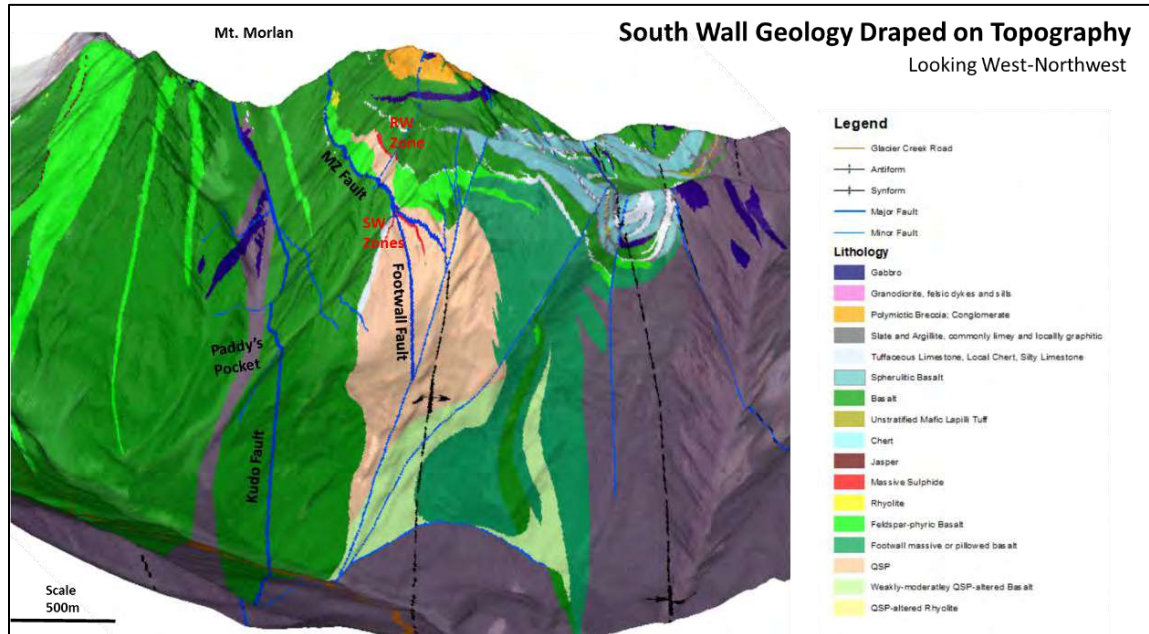 Mt. Morlan
South Wall Geology Draped on Topography
Looking West-Northwest
RW
Zone
MZ Fault
SW
Zones
Footwall Fault
Paddy's
Pocket
Kudo Fault
Scale
500m
Legend
Glacier Creek Road
Antiform
Synform
Major Fault
Minor Fault
Lithology
Gabbro
Granodiorite, felsic dykes and sills
Polymictic Breccia; Conglomerate
Slate and Argillite, commonly limey and locallly graphitic
Tuffaceous Limestone, Local Chert, Silty Limestone
Spherulitic Basalt
Basalt
Unstratified Mafic Lapilli Tuff
Chert
Jasper
Massive Sulphide
Rhyolite
Feldspar-phyric Basalt
Footwall massive or pillowed basalt
QSP
Weakly-moderatley QSP-altered Basalt
QSP-altered Rhyolite